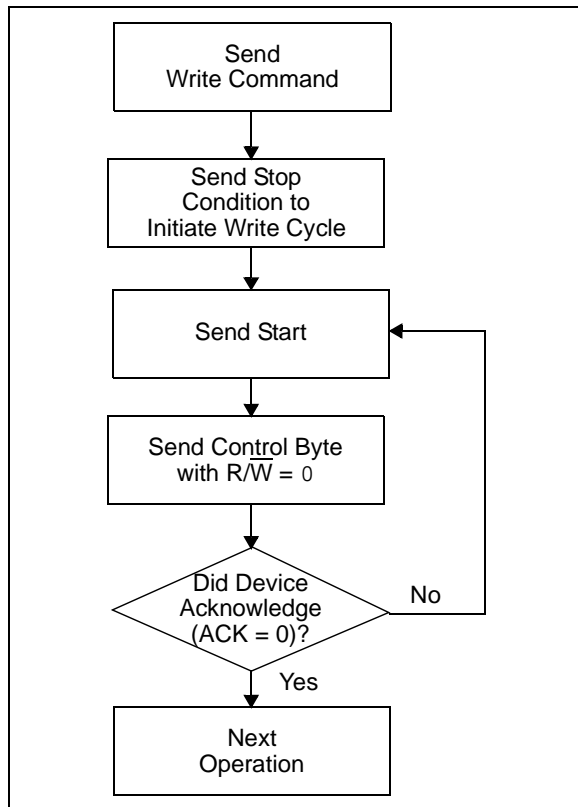 Send
Write Command
Send Stop
Condition to
Initiate Write Cycle
Send Start
Send Control Byte
with R/W̅ = 0
Did Device
Acknowledge
(ACK = 0)?
No
Yes
Next
Operation